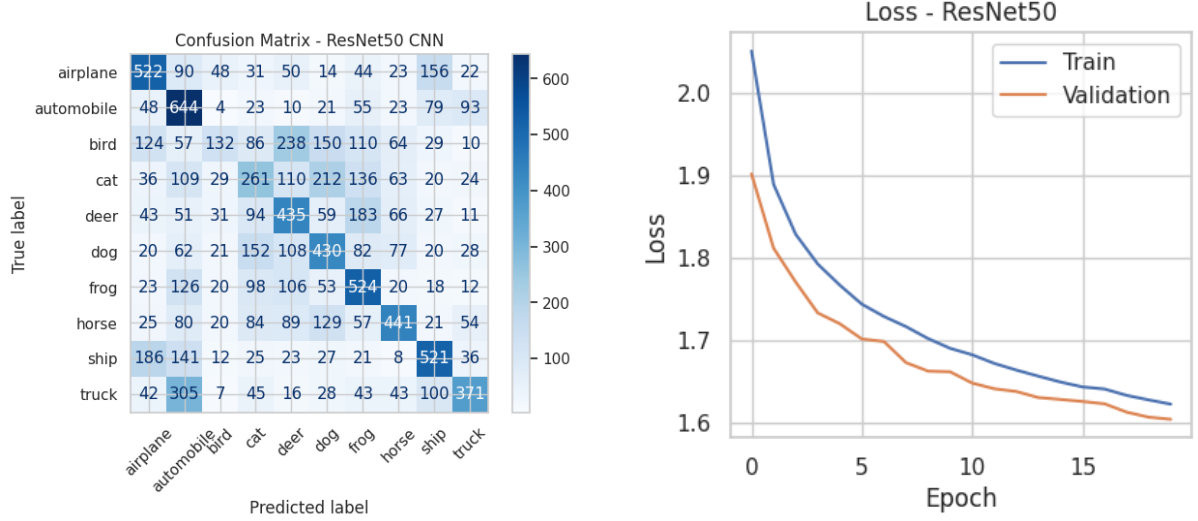 Confusion Matrix - ResNet50 CNN
True label
airplane 522 90 48 31 50 14 44 23 156 22
automobile 48 644 4 23 10 21 55 23 79 93
bird 124 57 132 86 238 150 110 64 29 10
cat 36 109 29 261 110 212 136 63 20 24
deer 43 51 31 94 435 59 183 66 27 11
dog 20 62 21 152 108 430 82 77 20 28
frog 23 126 20 98 106 53 524 20 18 12
horse 25 80 20 84 89 129 57 441 21 54
ship 186 141 12 25 23 27 21 8 521 36
truck 42 305 7 45 16 28 43 43 100 371
airplane automobile bird cat deer dog frog horse ship truck
Predicted label
600
500
400
300
200
100
Loss - ResNet50
Train
Validation
Loss
2.0
1.9
1.8
1.7
1.6
0 5 10 15
Epoch